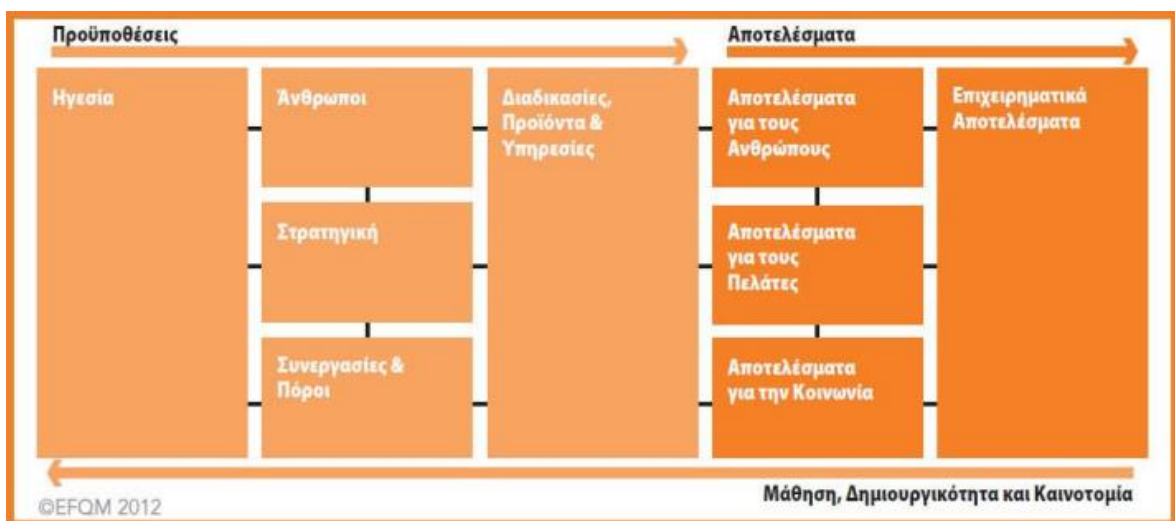 Προϋποθέσεις
Αποτελέσματα
Ηγεσία
Άνθρωποι
Στρατηγική
Συνεργασίες &
Πόροι
Διαδικασίες,
Προϊόντα &
Υπηρεσίες
Αποτελέσματα
για τους
Ανθρώπους
Αποτελέσματα
για τους
Πελάτες
Αποτελέσματα
για την Κοινωνία
Επιχειρηματικά
Αποτελέσματα
Μάθηση, Δημιουργικότητα και Καινοτομία
©EFQM 2012